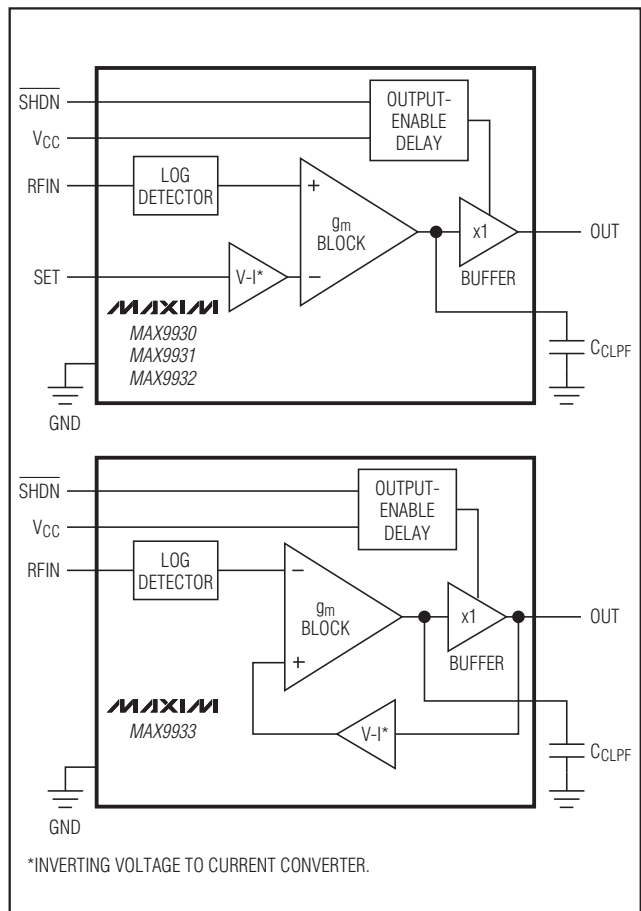 SHDN
VCC
RFIN
SET
GND
LOG
DETECTOR
V-I*
+
−
gm
BLOCK
OUTPUT-
ENABLE
DELAY
x1
BUFFER
OUT
CCLPF
MAXIM
MAX9930
MAX9931
MAX9932
SHDN
VCC
RFIN
GND
LOG
DETECTOR
−
+
gm
BLOCK
V-I*
OUTPUT-
ENABLE
DELAY
x1
BUFFER
OUT
CCLPF
MAXIM
MAX9933
*INVERTING VOLTAGE TO CURRENT CONVERTER.